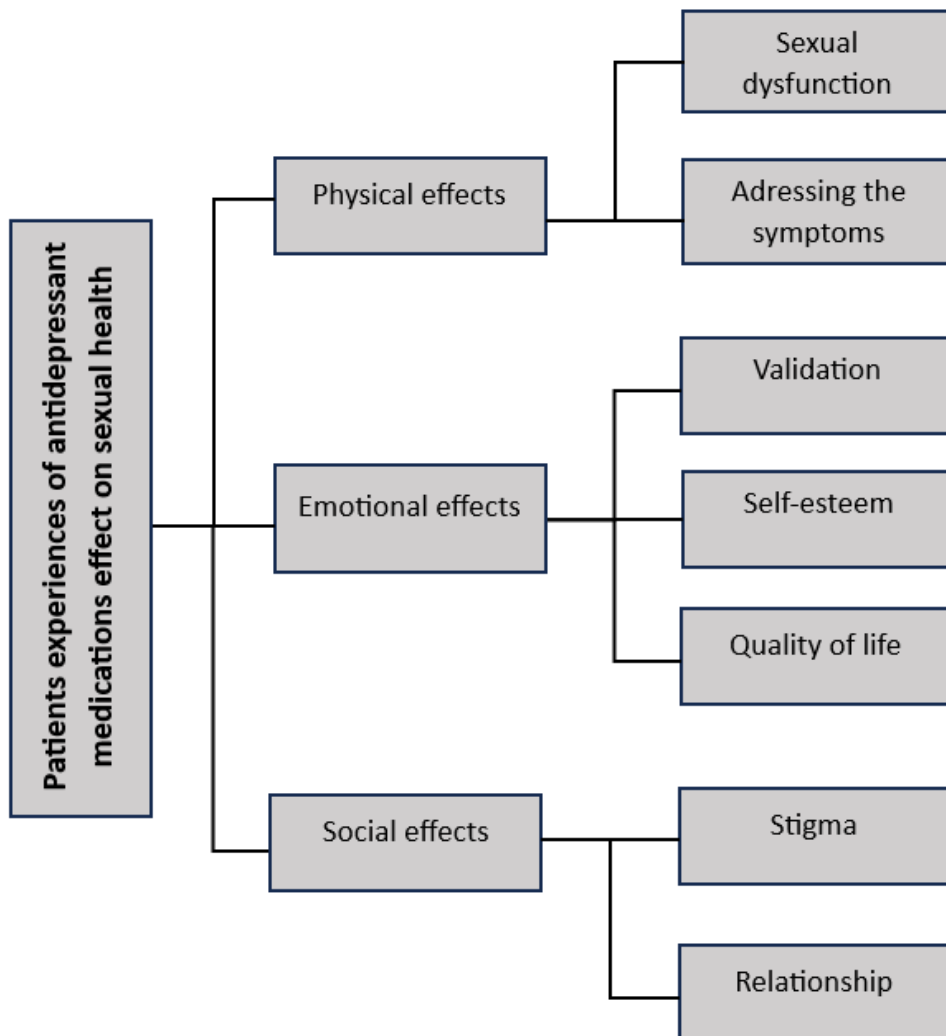 Patients experiences of antidepressant
medications effect on sexual health
Physical effects
Sexual
dysfunction
Adressing the
symptoms
Emotional effects
Validation
Self-esteem
Quality of life
Social effects
Stigma
Relationship